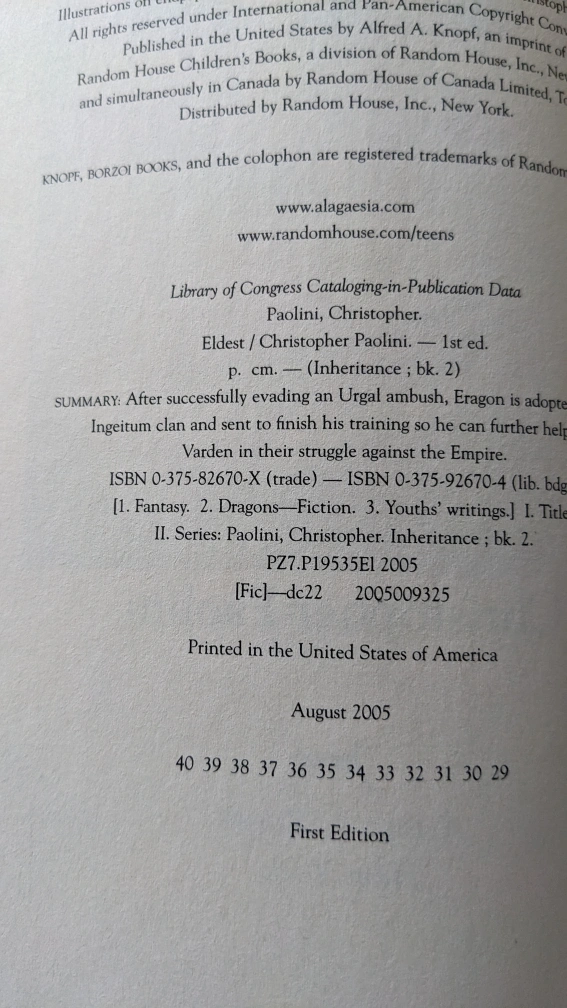 Illustrations on
All rights reserved under International and Pan-American Copyright
Published in the United States by Alfred A. Knopf, an imprint of
Random House Children's Books, a division of Random House, Inc.,
and simultaneously in Canada by Random House of Canada Limited,
Distributed by Random House, Inc., New York.
KNOPF, BORZOI BOOKS, and the colophon are registered trademarks of Random
www.alagaesia.com
www.randomhouse.com/teens
Library of Congress Cataloging-in-Publication Data
Paolini, Christopher.
Eldest / Christopher Paolini. — 1st ed.
p. cm. — (Inheritance ; bk. 2)
SUMMARY: After successfully evading an Urgal ambush, Eragon is adopte
Ingeitum clan and sent to finish his training so he can further help
Varden in their struggle against the Empire.
ISBN 0-375-82670-X (trade) — ISBN 0-375-92670-4 (lib. bdg
[1. Fantasy. 2. Dragons—Fiction. 3. Youths' writings.] I. Title
II. Series: Paolini, Christopher. Inheritance ; bk. 2.
PZ7.P19535El 2005
[Fic]—dc22 2005009325
Printed in the United States of America
August 2005
40 39 38 37 36 35 34 33 32 31 30 29
First Edition